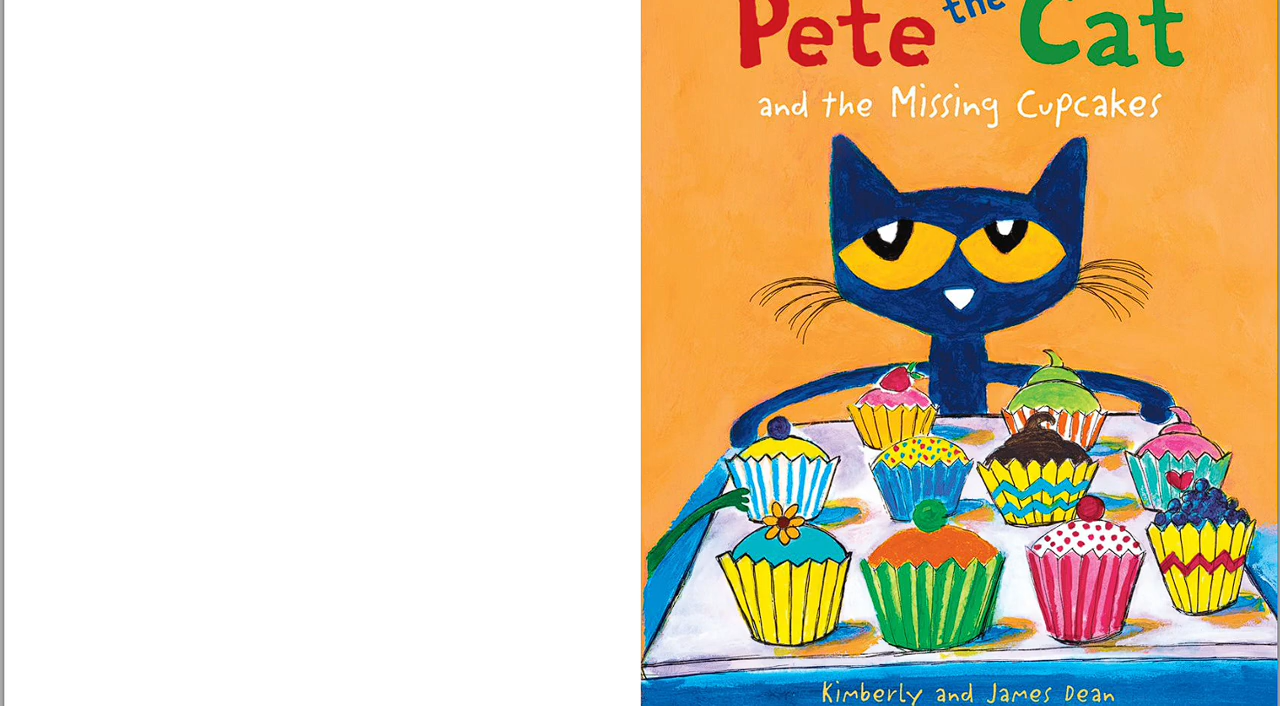 Pete the Cat
and the Missing Cupcakes
Kimberly and James Dean